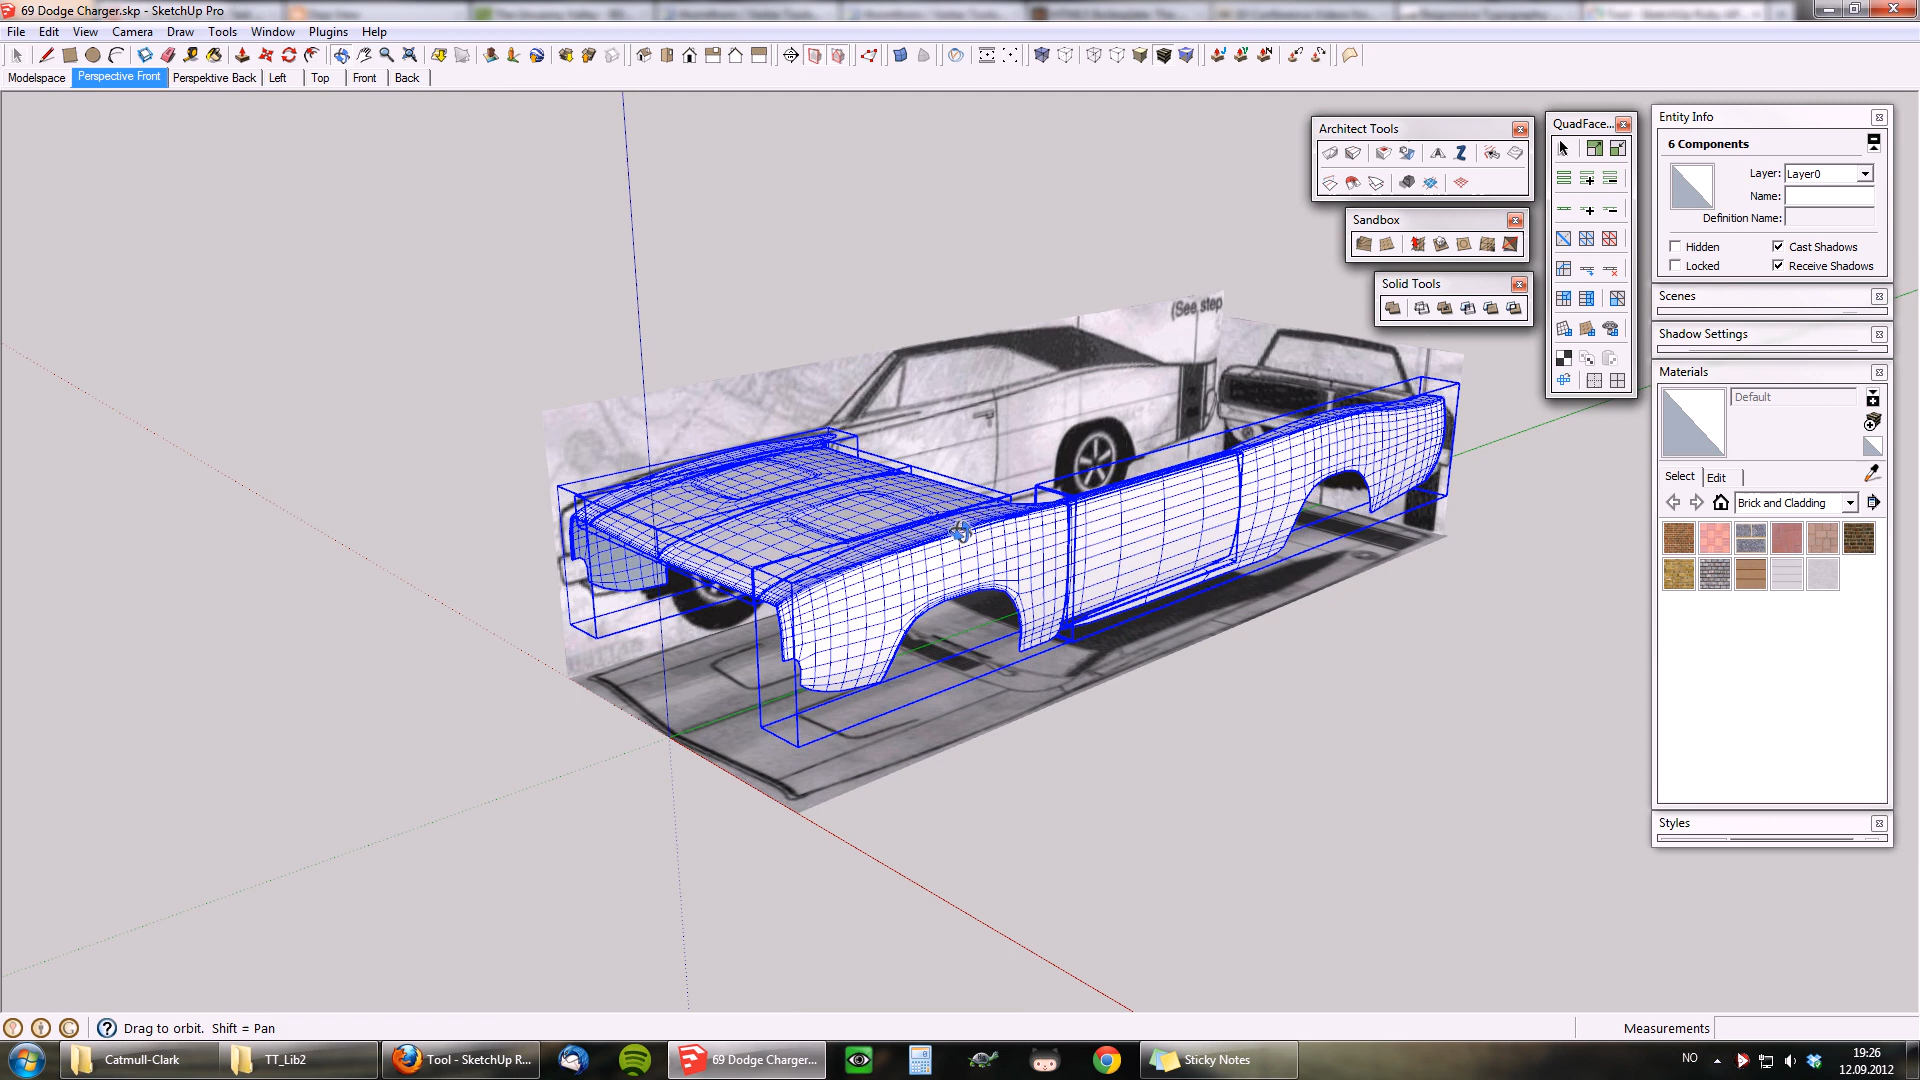 69 Dodge Charger.skp - SketchUp Pro
File Edit View Camera Draw Tools Window Plugins Help
Modelspace Perspective Front Perspektive Back Left Top Front Back
Architect Tools
QuadFace...
Entity Info
6 Components
Layer: Layer0
Name:
Definition Name:
Hidden Cast Shadows
Locked Receive Shadows
Sandbox
Solid Tools
Scenes
Shadow Settings
Materials
Default
Select Edit
Brick and Cladding
Styles
(See step
Drag to orbit. Shift = Pan
Measurements
Catmull-Clark
TT_Lib2
Tool - SketchUp R...
69 Dodge Charger...
Sticky Notes
NO
19:26
12.09.2012